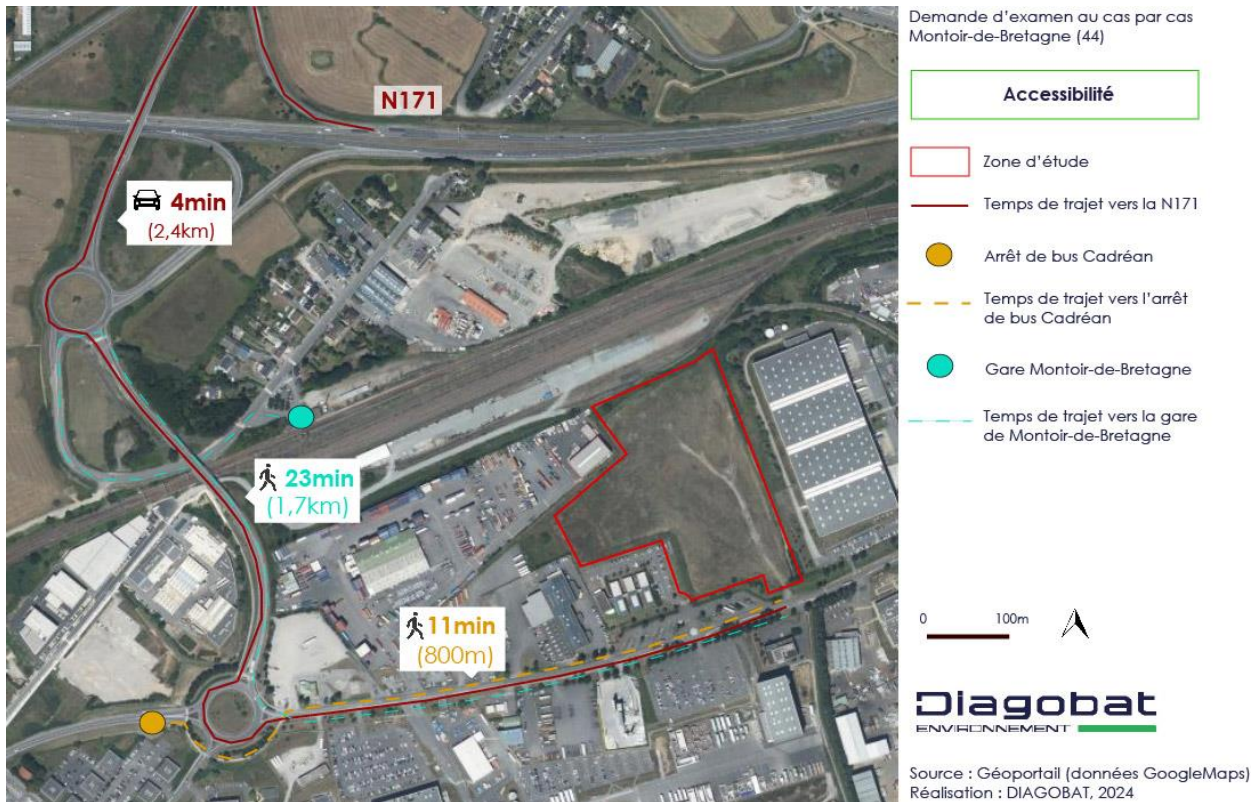 N171
4min
(2,4km)
23min
(1,7km)
11min
(800m)
Demande d'examen au cas par cas
Montoir-de-Bretagne (44)
Accessibilité
Zone d'étude
Temps de trajet vers la N171
Arrêt de bus Cadréan
Temps de trajet vers l'arrêt
de bus Cadréan
Gare Montoir-de-Bretagne
Temps de trajet vers la gare
de Montoir-de-Bretagne
0 100m
Diagobat
ENVIRONNEMENT
Source : Géoportail (données GoogleMaps)
Réalisation : DIAGOBAT, 2024